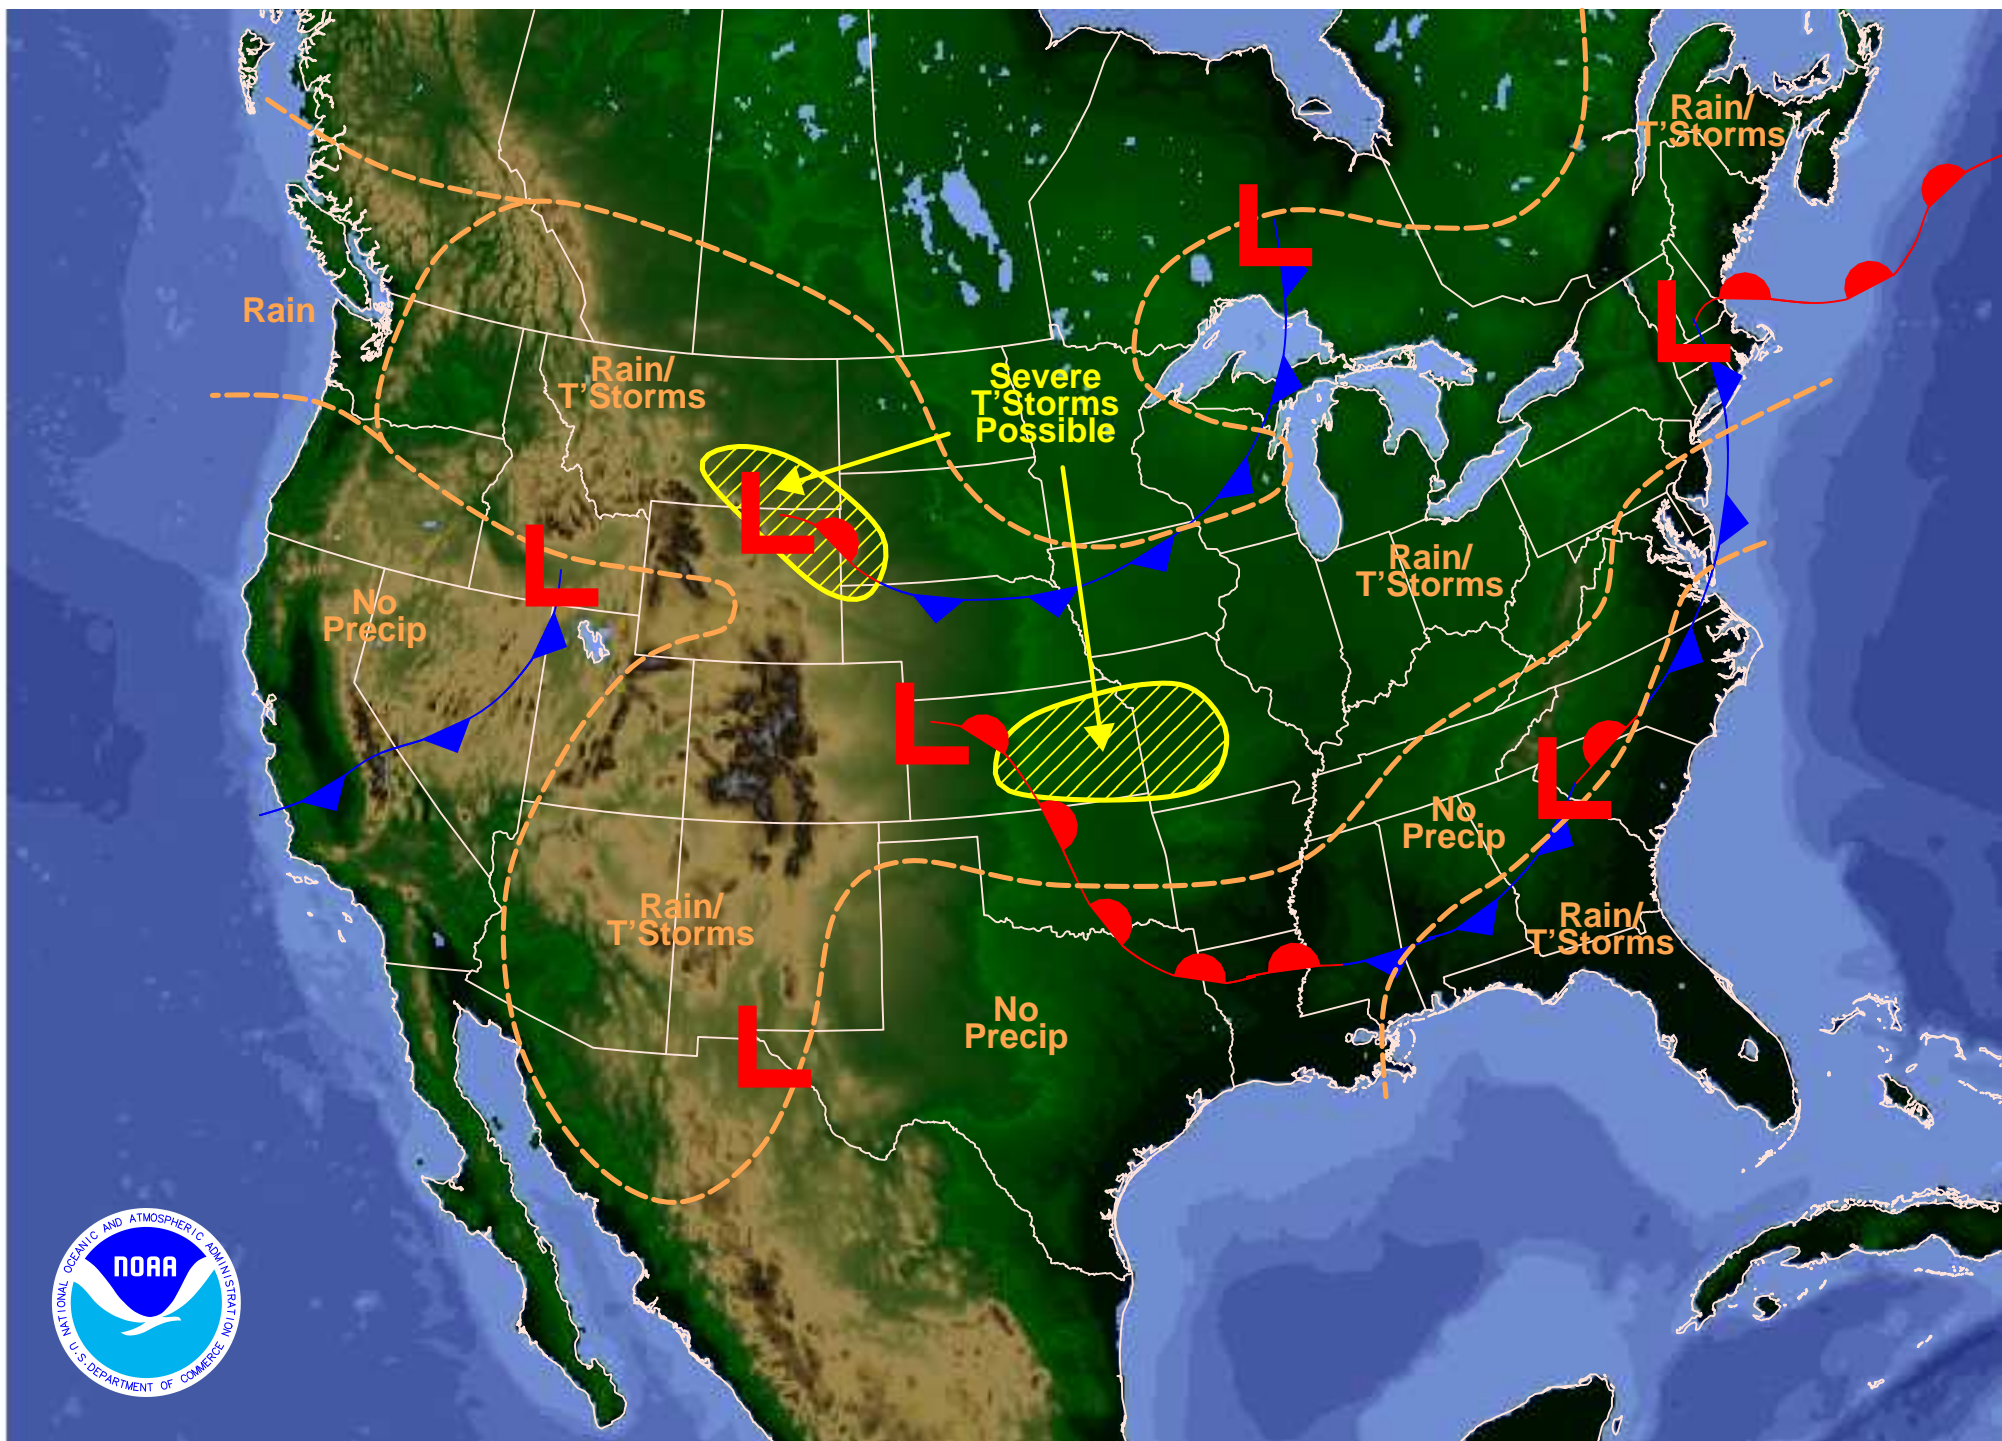 Rain/
T'Storms
L
Rain
L
Rain/
T'Storms
Severe
T'Storms
Possible
L
L
No
Precip
Rain/
T'Storms
L
L
No
Precip
Rain/
T'Storms
Rain/
T'Storms
No
Precip
L
NATIONAL OCEANIC AND ATMOSPHERIC ADMINISTRATION
NOAA
U.S. DEPARTMENT OF COMMERCE